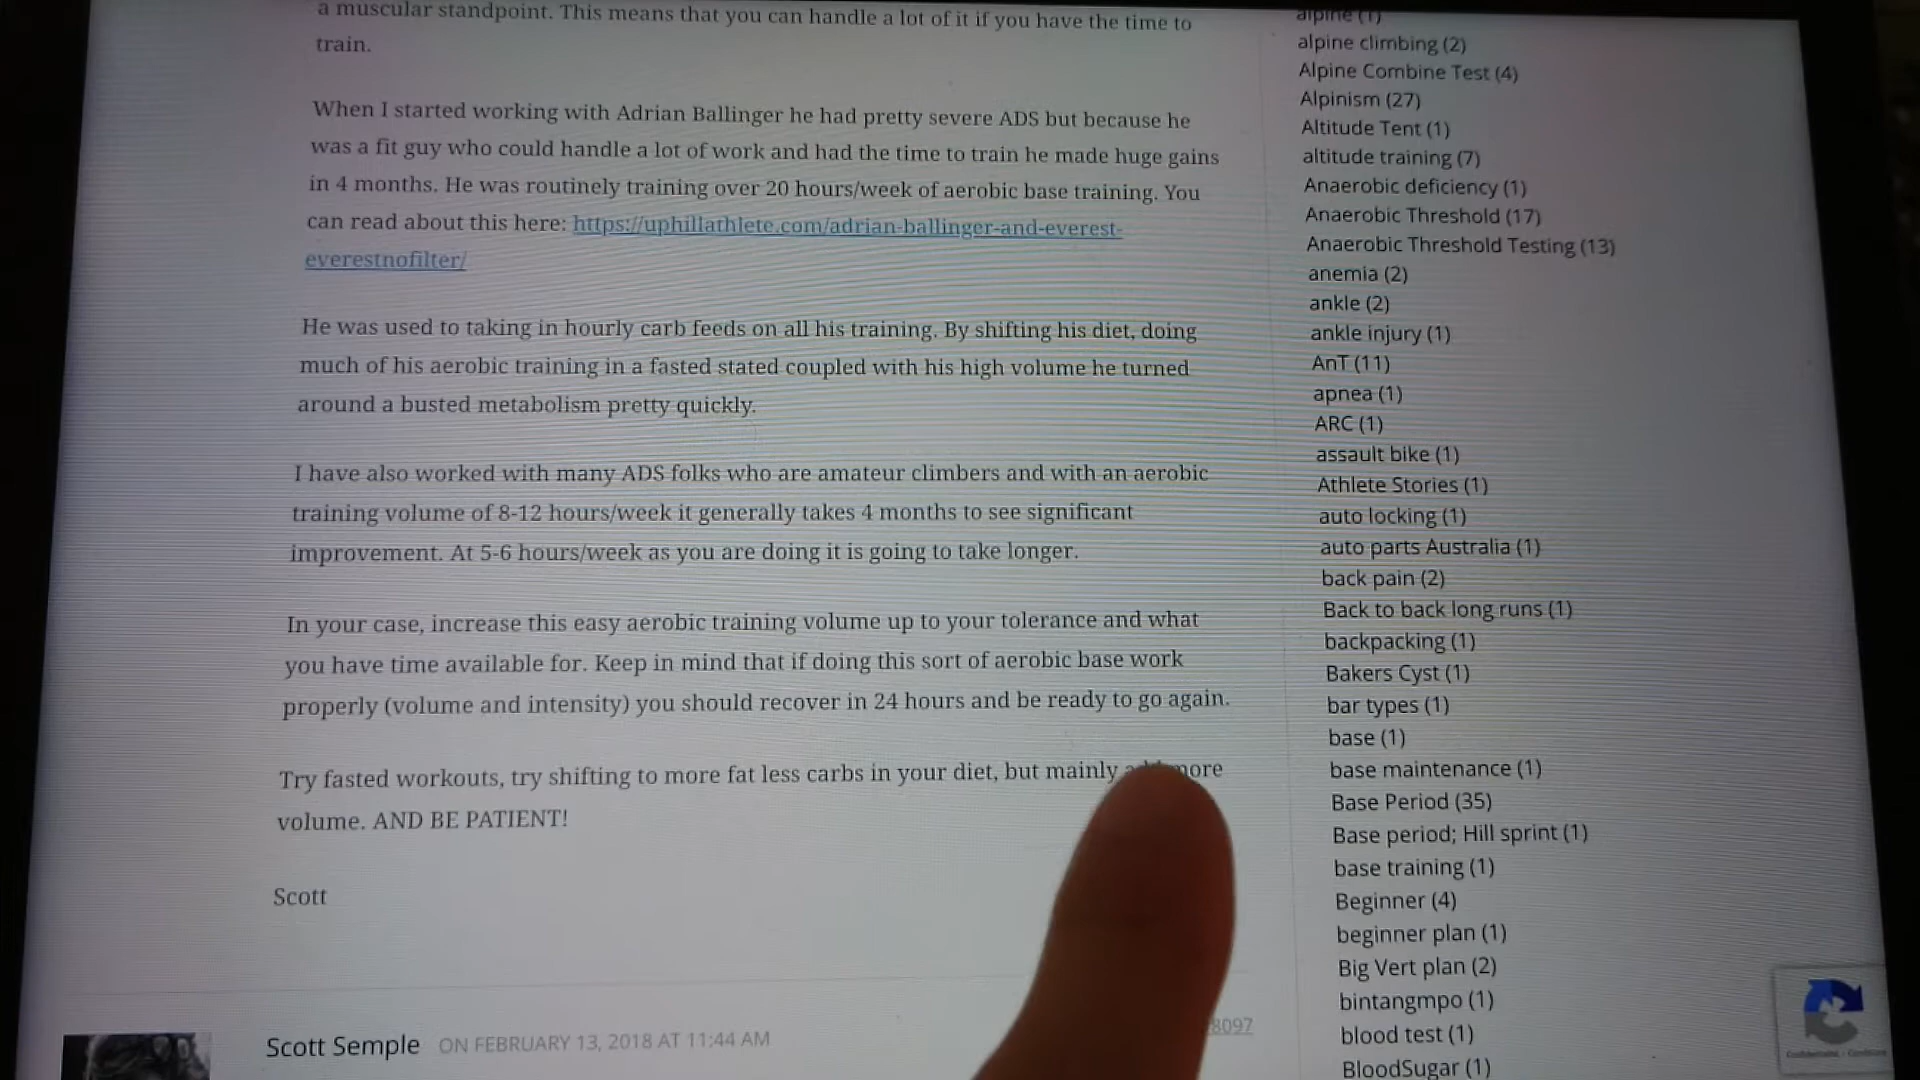 a muscular standpoint. This means that you can handle a lot of it if you have the time to
train.
When I started working with Adrian Ballinger he had pretty severe ADS but because he
was a fit guy who could handle a lot of work and had the time to train he made huge gains
in 4 months. He was routinely training over 20 hours/week of aerobic base training. You
can read about this here: https://uphillathlete.com/adrian-ballinger-and-everest-
everestnofilter/
He was used to taking in hourly carb feeds on all his training. By shifting his diet, doing
much of his aerobic training in a fasted stated coupled with his high volume he turned
around a busted metabolism pretty quickly.
I have also worked with many ADS folks who are amateur climbers and with an aerobic
training volume of 8-12 hours/week it generally takes 4 months to see significant
improvement. At 5-6 hours/week as you are doing it is going to take longer.
In your case, increase this easy aerobic training volume up to your tolerance and what
you have time available for. Keep in mind that if doing this sort of aerobic base work
properly (volume and intensity) you should recover in 24 hours and be ready to go again.
Try fasted workouts, try shifting to more fat less carbs in your diet, but mainly more
volume. AND BE PATIENT!
Scott
Scott Semple ON FEBRUARY 13, 2018 AT 11:44 AM
8097
alpine (1)
alpine climbing (2)
Alpine Combine Test (4)
Alpinism (27)
Altitude Tent (1)
altitude training (7)
Anaerobic deficiency (1)
Anaerobic Threshold (17)
Anaerobic Threshold Testing (13)
anemia (2)
ankle (2)
ankle injury (1)
AnT (11)
apnea (1)
ARC (1)
assault bike (1)
Athlete Stories (1)
auto locking (1)
auto parts Australia (1)
back pain (2)
Back to back long runs (1)
backpacking (1)
Bakers Cyst (1)
bar types (1)
base (1)
base maintenance (1)
Base Period (35)
Base period; Hill sprint (1)
base training (1)
Beginner (4)
beginner plan (1)
Big Vert plan (2)
bintangmpo (1)
blood test (1)
BloodSugar (1)